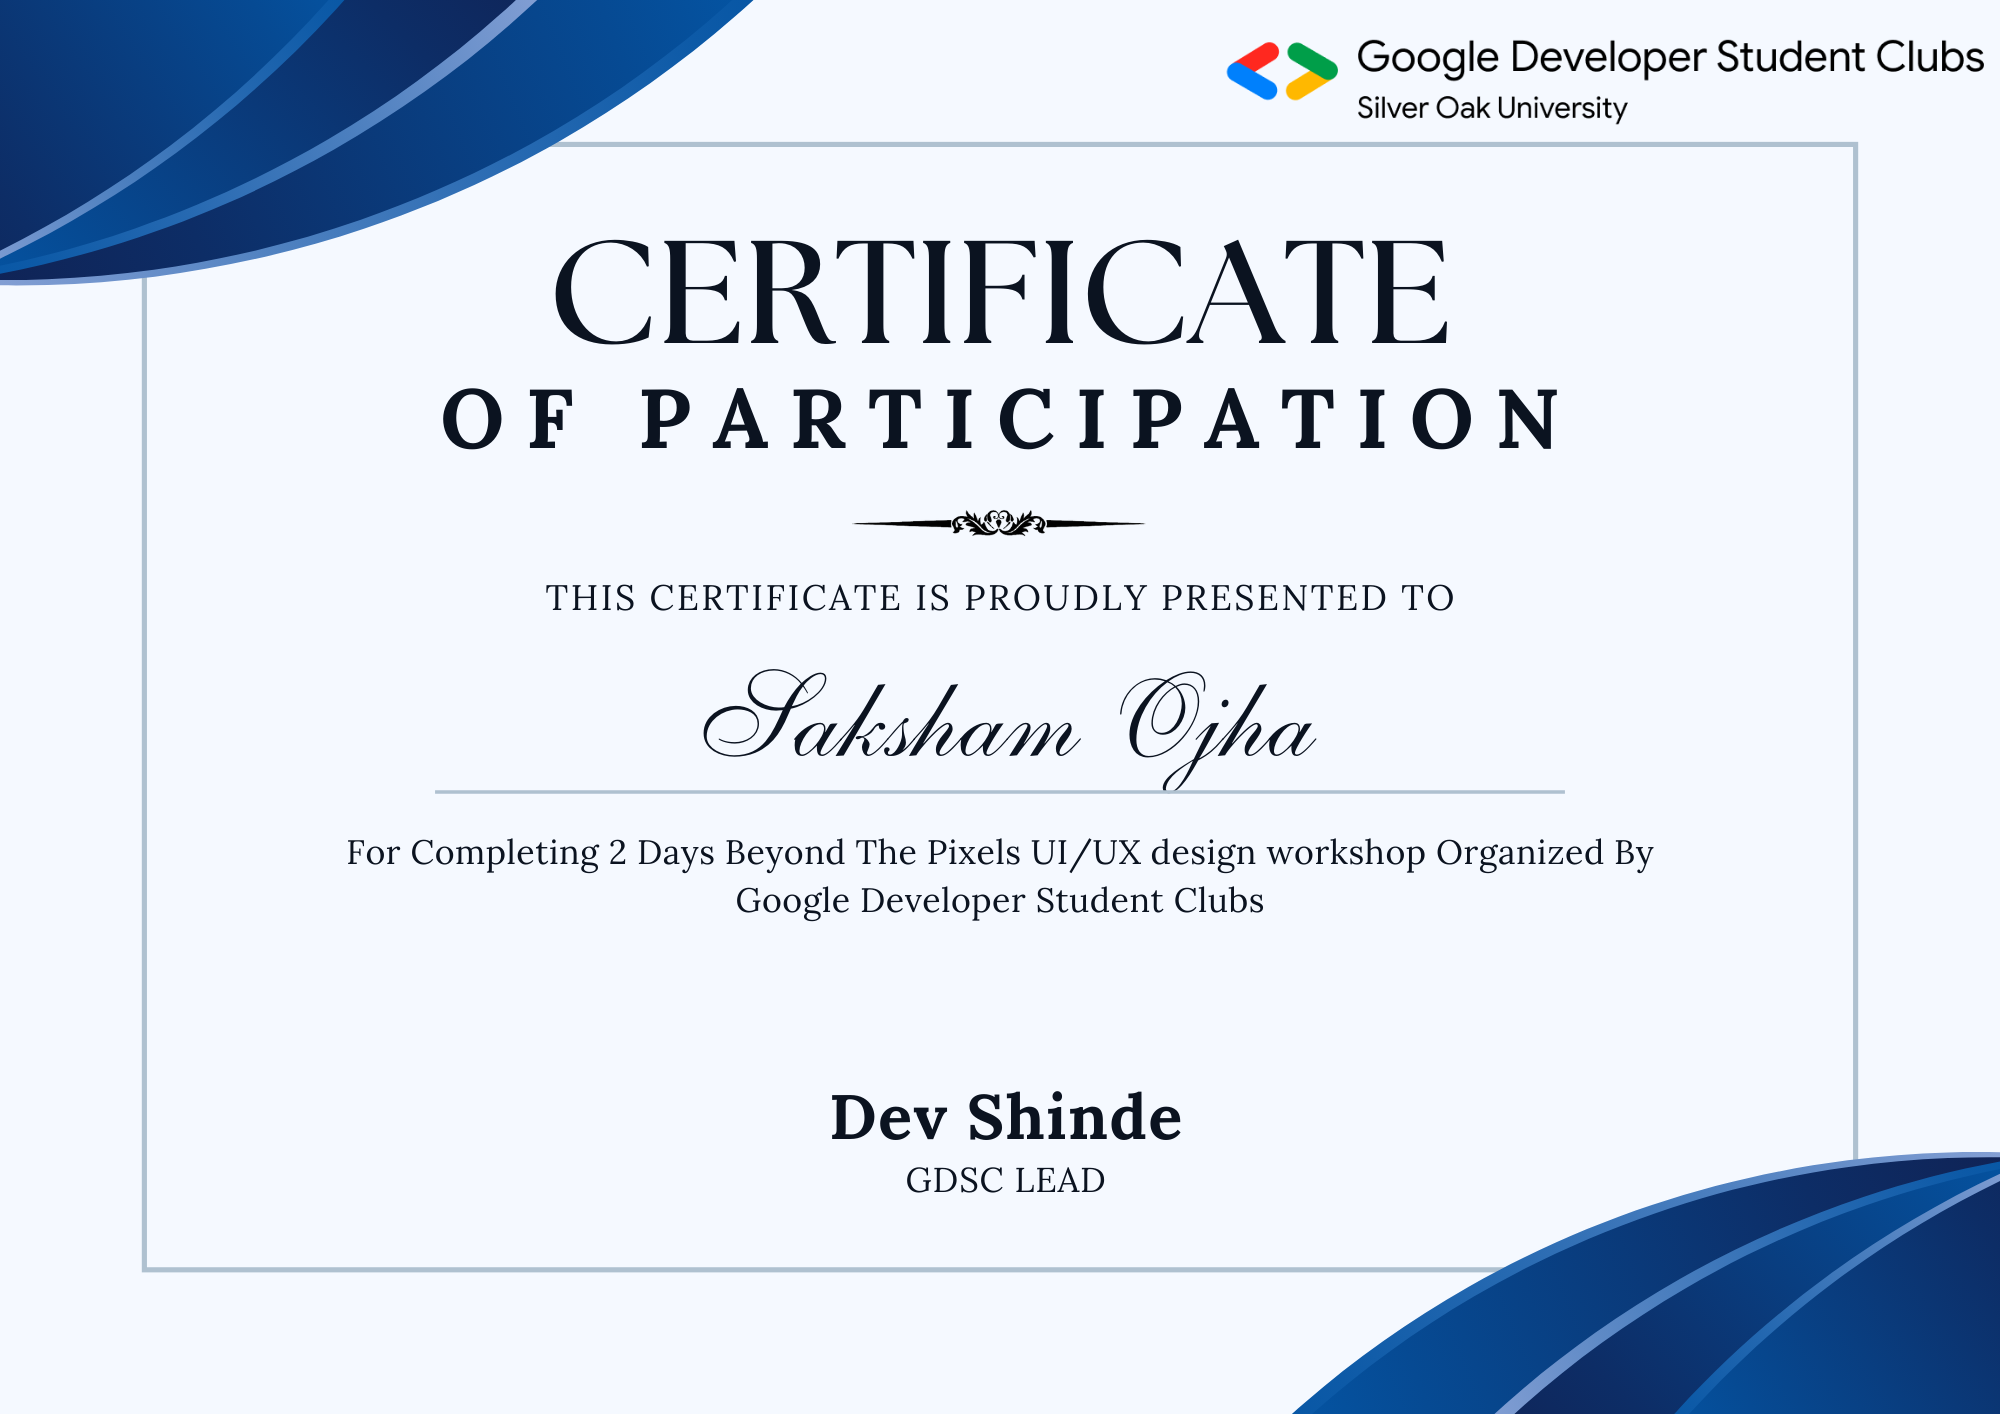 Google Developer Student Clubs
Silver Oak University
CERTIFICATE
OF PARTICIPATION
THIS CERTIFICATE IS PROUDLY PRESENTED TO
Saksham Ojha
For Completing 2 Days Beyond The Pixels UI/UX design workshop Organized By
Google Developer Student Clubs
Dev Shinde
GDSC LEAD